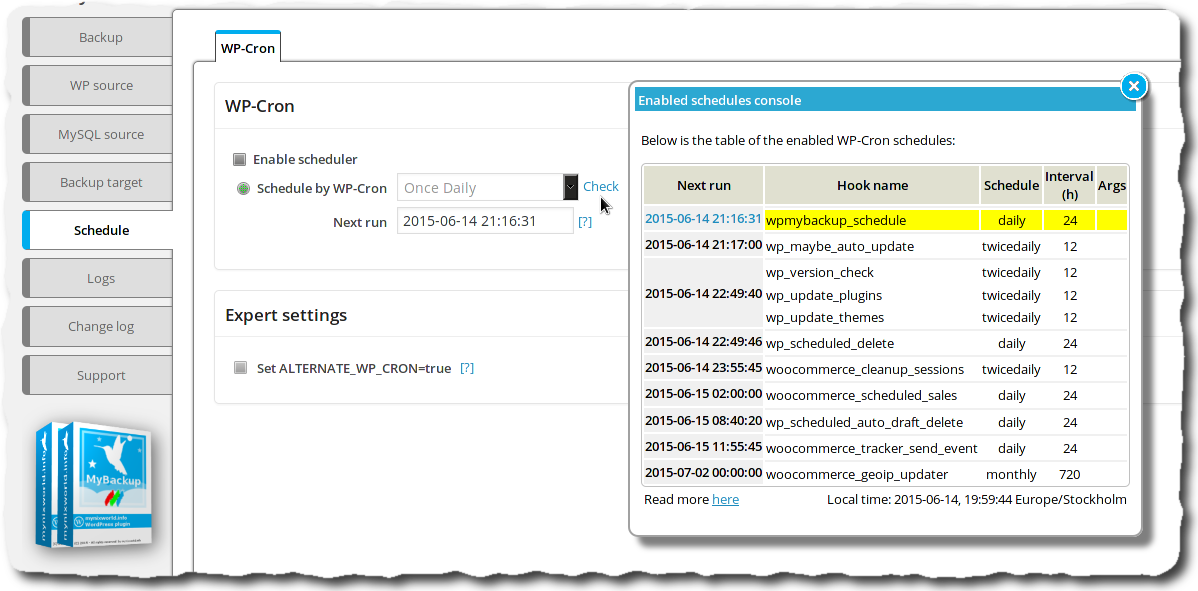 Backup
WP source
MySQL source
Backup target
Schedule
Logs
Change log
Support
MyBackup
mynixworld.info
WordPress plugin
mynixworld.info
mynixworld.info
WP-Cron
WP-Cron
Enable scheduler
Schedule by WP-Cron Once Daily Check
Next run 2015-06-14 21:16:31 [?]
Expert settings
Set ALTERNATE_WP_CRON=true [?]
Enabled schedules console
Below is the table of the enabled WP-Cron schedules:
Next run Hook name Schedule Interval (h) Args
2015-06-14 21:16:31 wpmybackup_schedule daily 24
2015-06-14 21:17:00 wp_maybe_auto_update twicedaily 12
wp_version_check twicedaily 12
2015-06-14 22:49:40 wp_update_plugins twicedaily 12
wp_update_themes twicedaily 12
2015-06-14 22:49:46 wp_scheduled_delete daily 24
2015-06-14 23:55:45 woocommerce_cleanup_sessions twicedaily 12
2015-06-15 02:00:00 woocommerce_scheduled_sales daily 24
2015-06-15 08:40:20 wp_scheduled_auto_draft_delete daily 24
2015-06-15 11:55:45 woocommerce_tracker_send_event daily 24
2015-07-02 00:00:00 woocommerce_geoip_updater monthly 720
Read more here Local time: 2015-06-14, 19:59:44 Europe/Stockholm